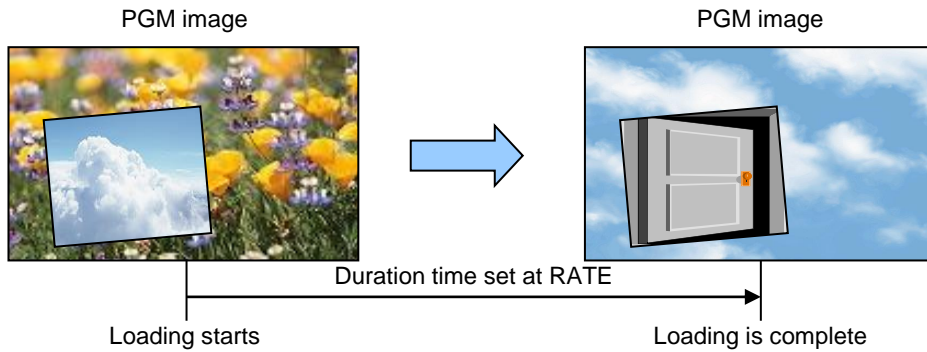 PGM image
PGM image
Duration time set at RATE
Loading starts
Loading is complete